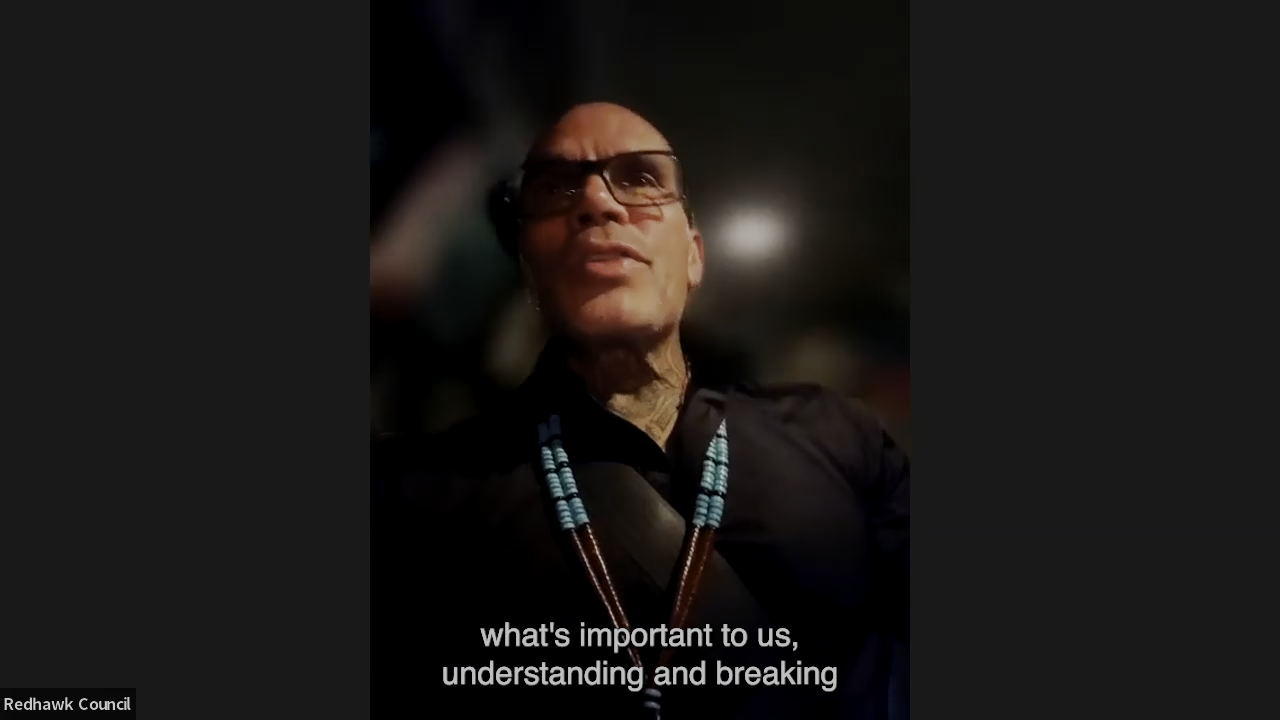 what's important to us,
understanding and breaking
Redhawk Council